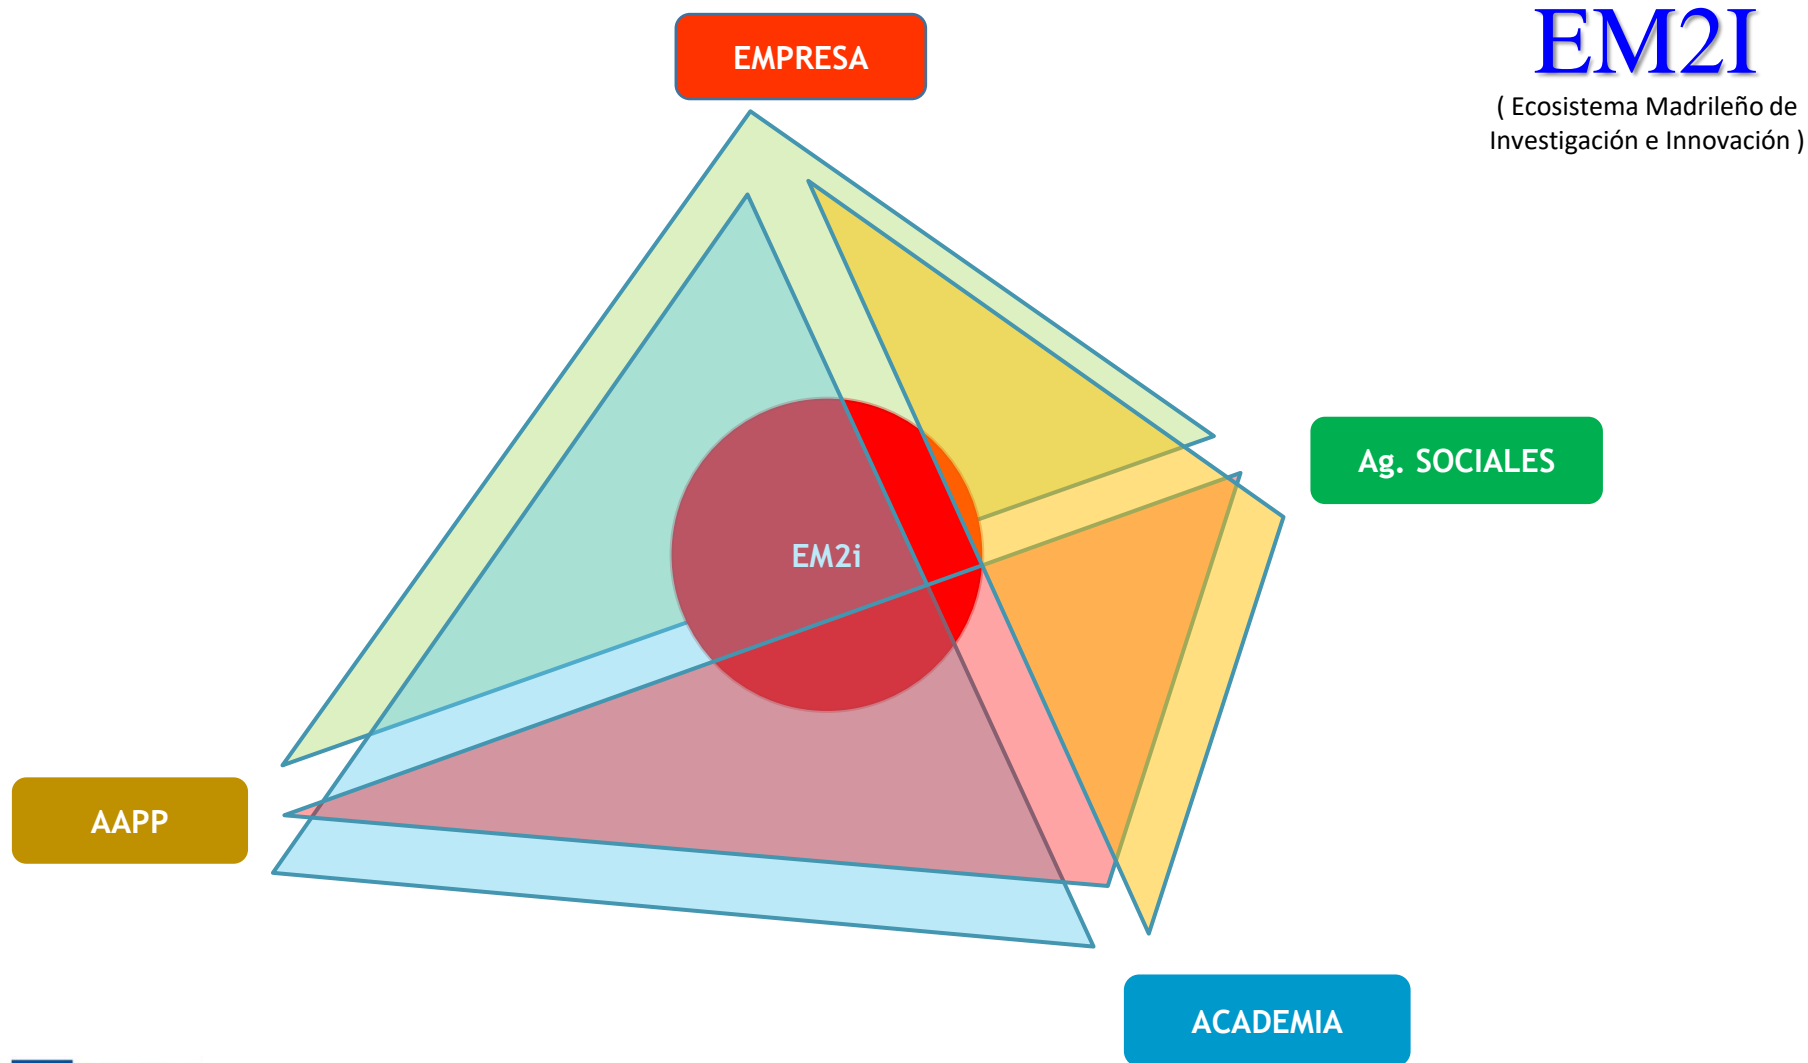 EM2I
( Ecosistema Madrileño de
Investigación e Innovación )
EMPRESA
Ag. SOCIALES
EM2i
AAPP
ACADEMIA